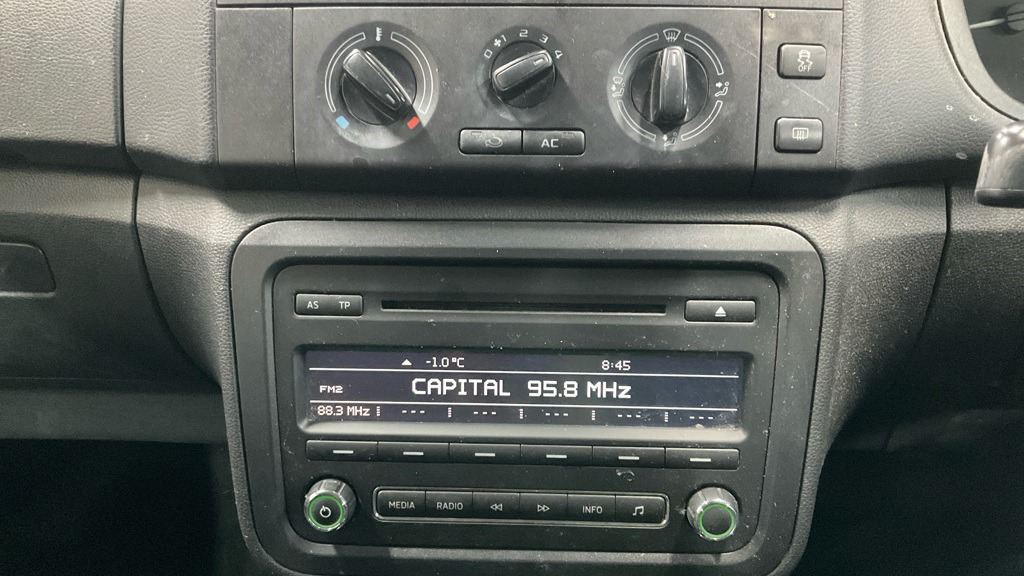 0 1 2 3 4
OFF
AC
AS TP
-1.0°C 8:45
FM2 CAPITAL 95.8 MHz
88.3 MHz --- --- --- --- ---
MEDIA RADIO INFO